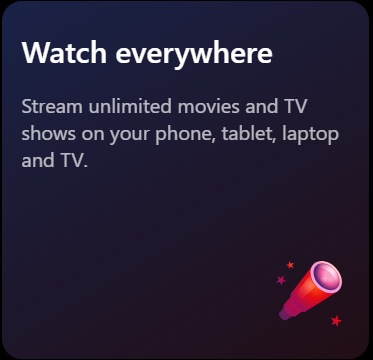 Watch everywhere
Stream unlimited movies and TV
shows on your phone, tablet, laptop
and TV.